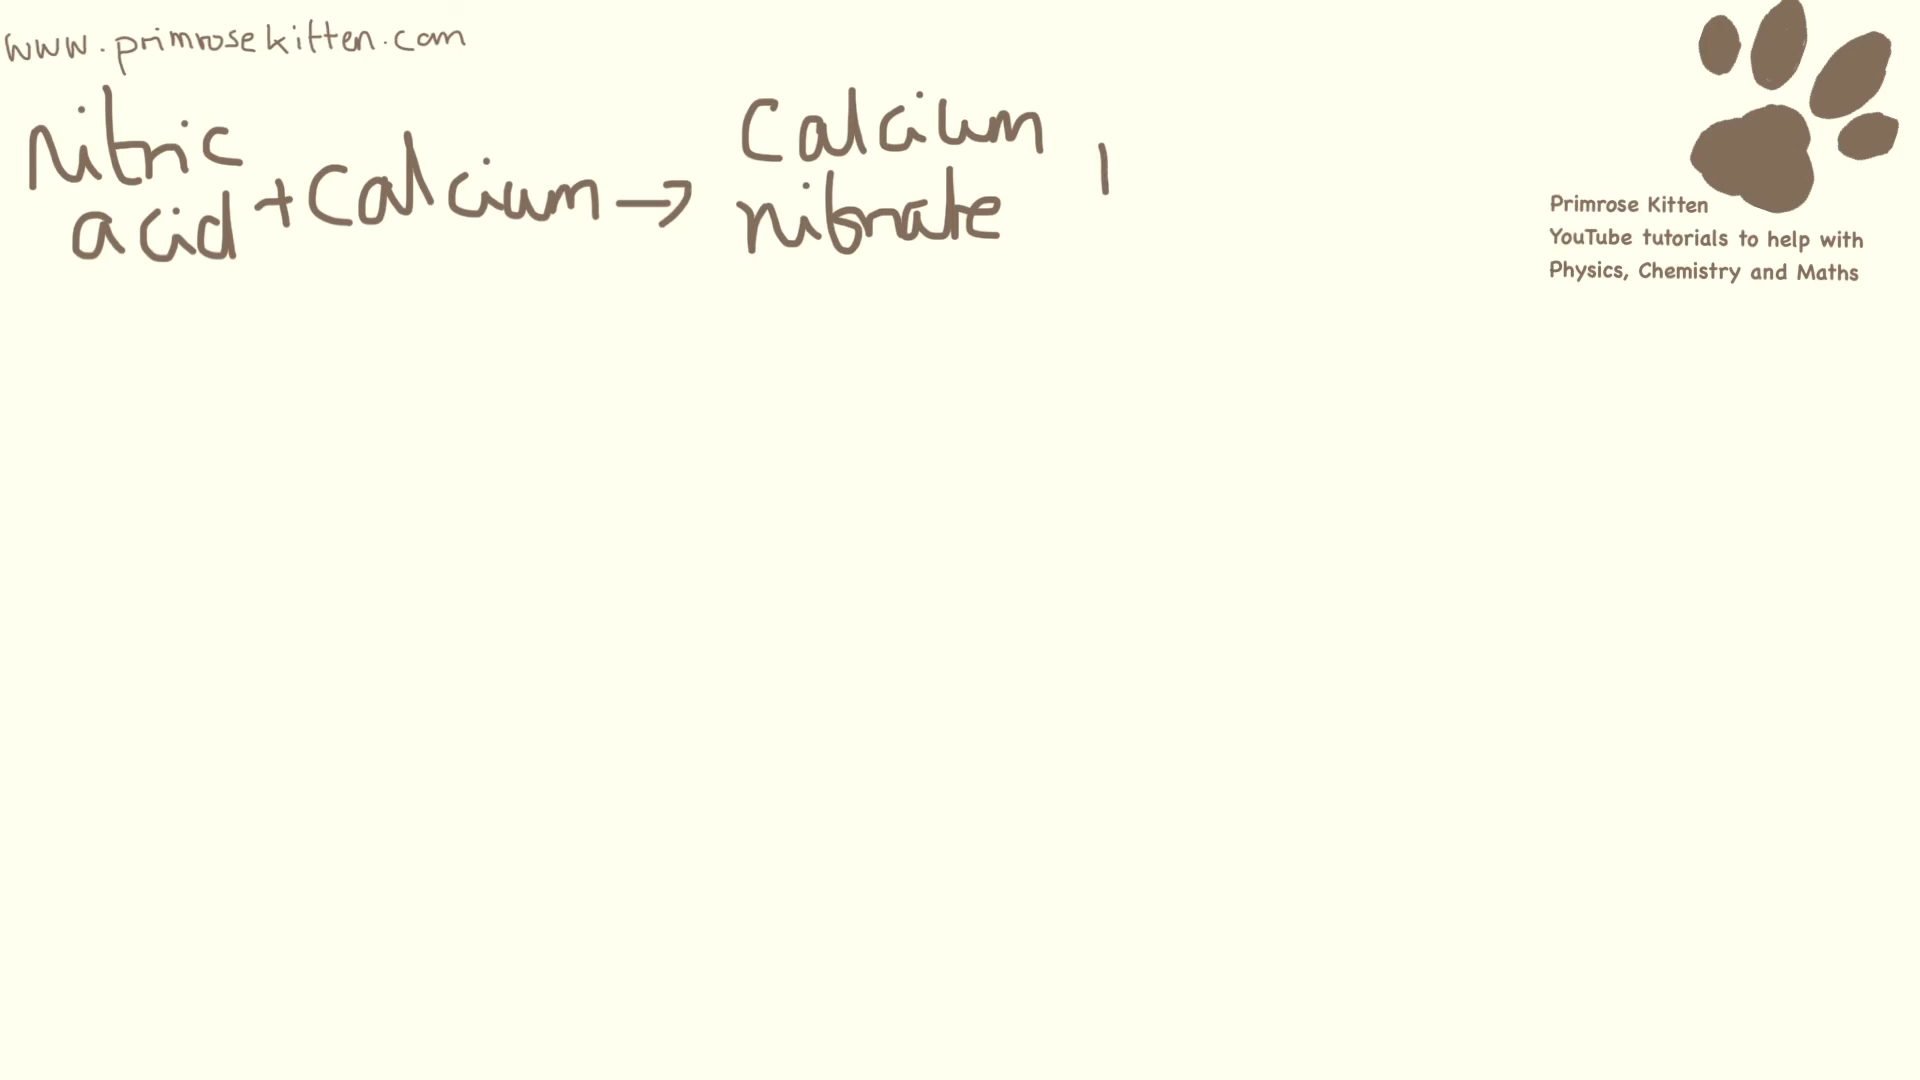 www.primrosekitten.com
nitric
acid + Calcium →
Calcium
nitrate
Primrose Kitten
YouTube tutorials to help with
Physics, Chemistry and Maths